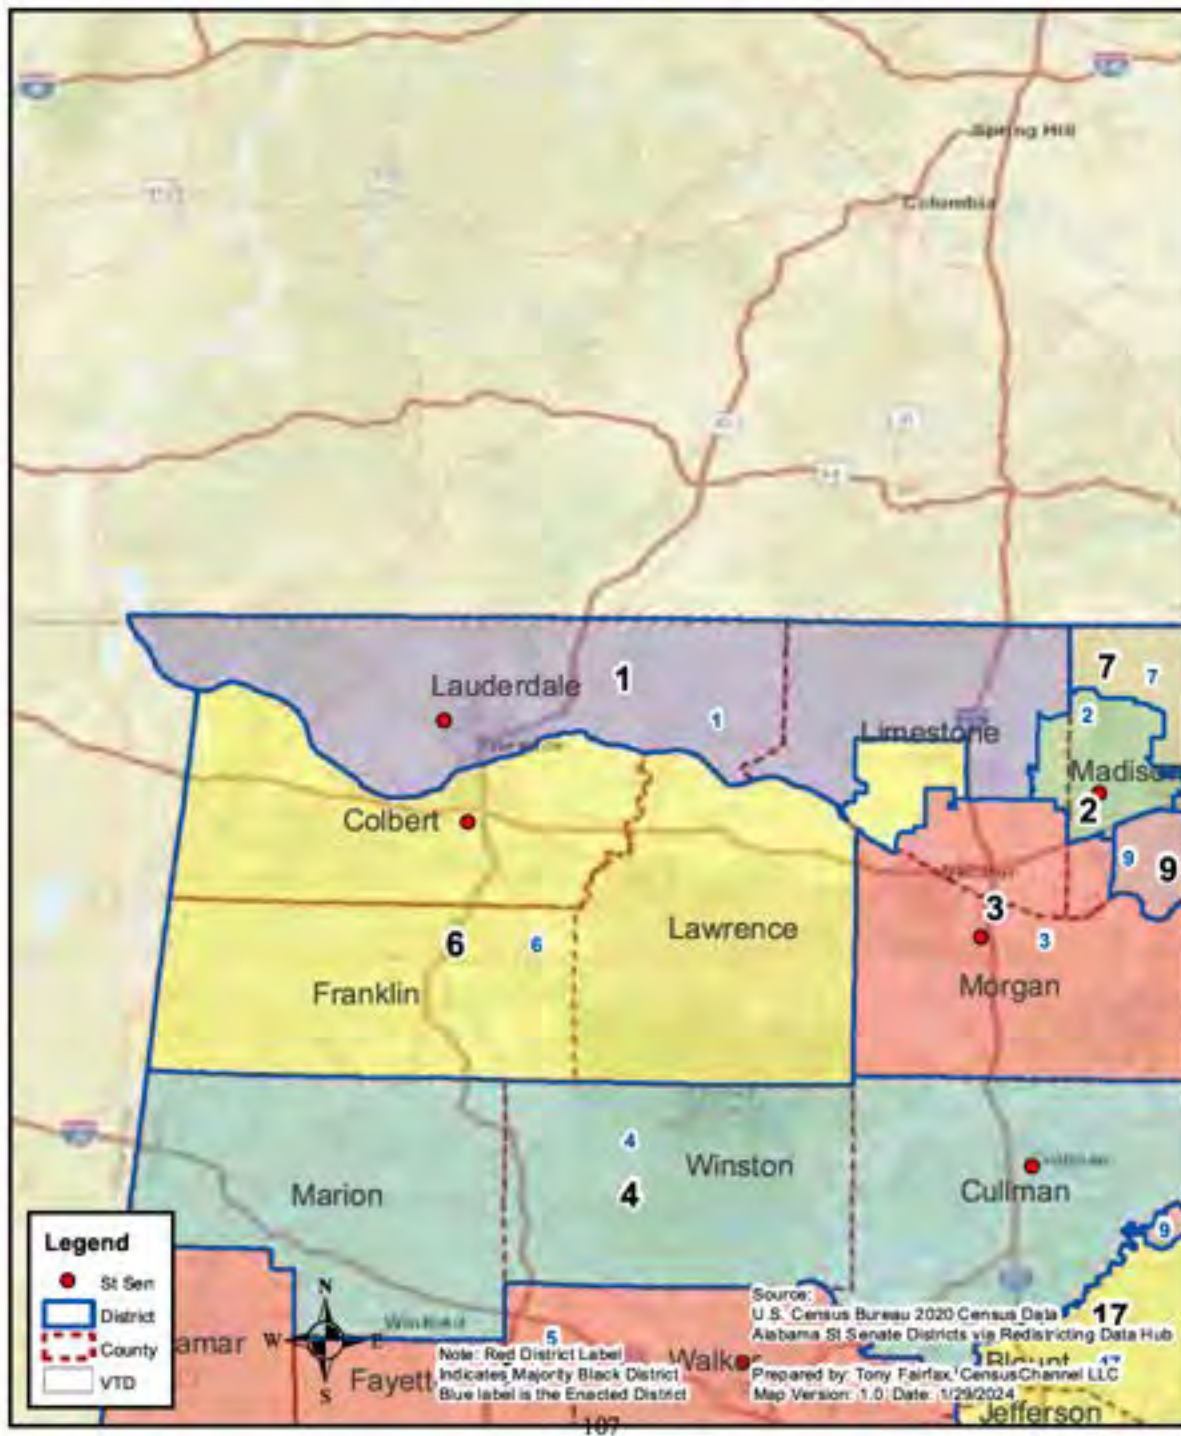 Spring Hill
Columbia
Lauderdale
1
1
7
7
2
Limestone
Madison
2
Colbert
9
9
3
3
Lawrence
6
6
Franklin
Morgan
4
Winston
4
Marion
Cullman
9
Legend
St Sen
District
County
VTD
N
W
E
S
amar
Winfield
Fayett
5
Walker
17
17
Blount
Jefferson
Note: Red District Label
Indicates Majority Black District
Blue label is the Enacted District
Source:
U.S. Census Bureau 2020 Census Data
Alabama St Senate Districts via Redistricting Data Hub
Prepared by: Tony Fairfax, CensusChannel LLC
Map Version: 1.0: Date: 1/29/2024
107